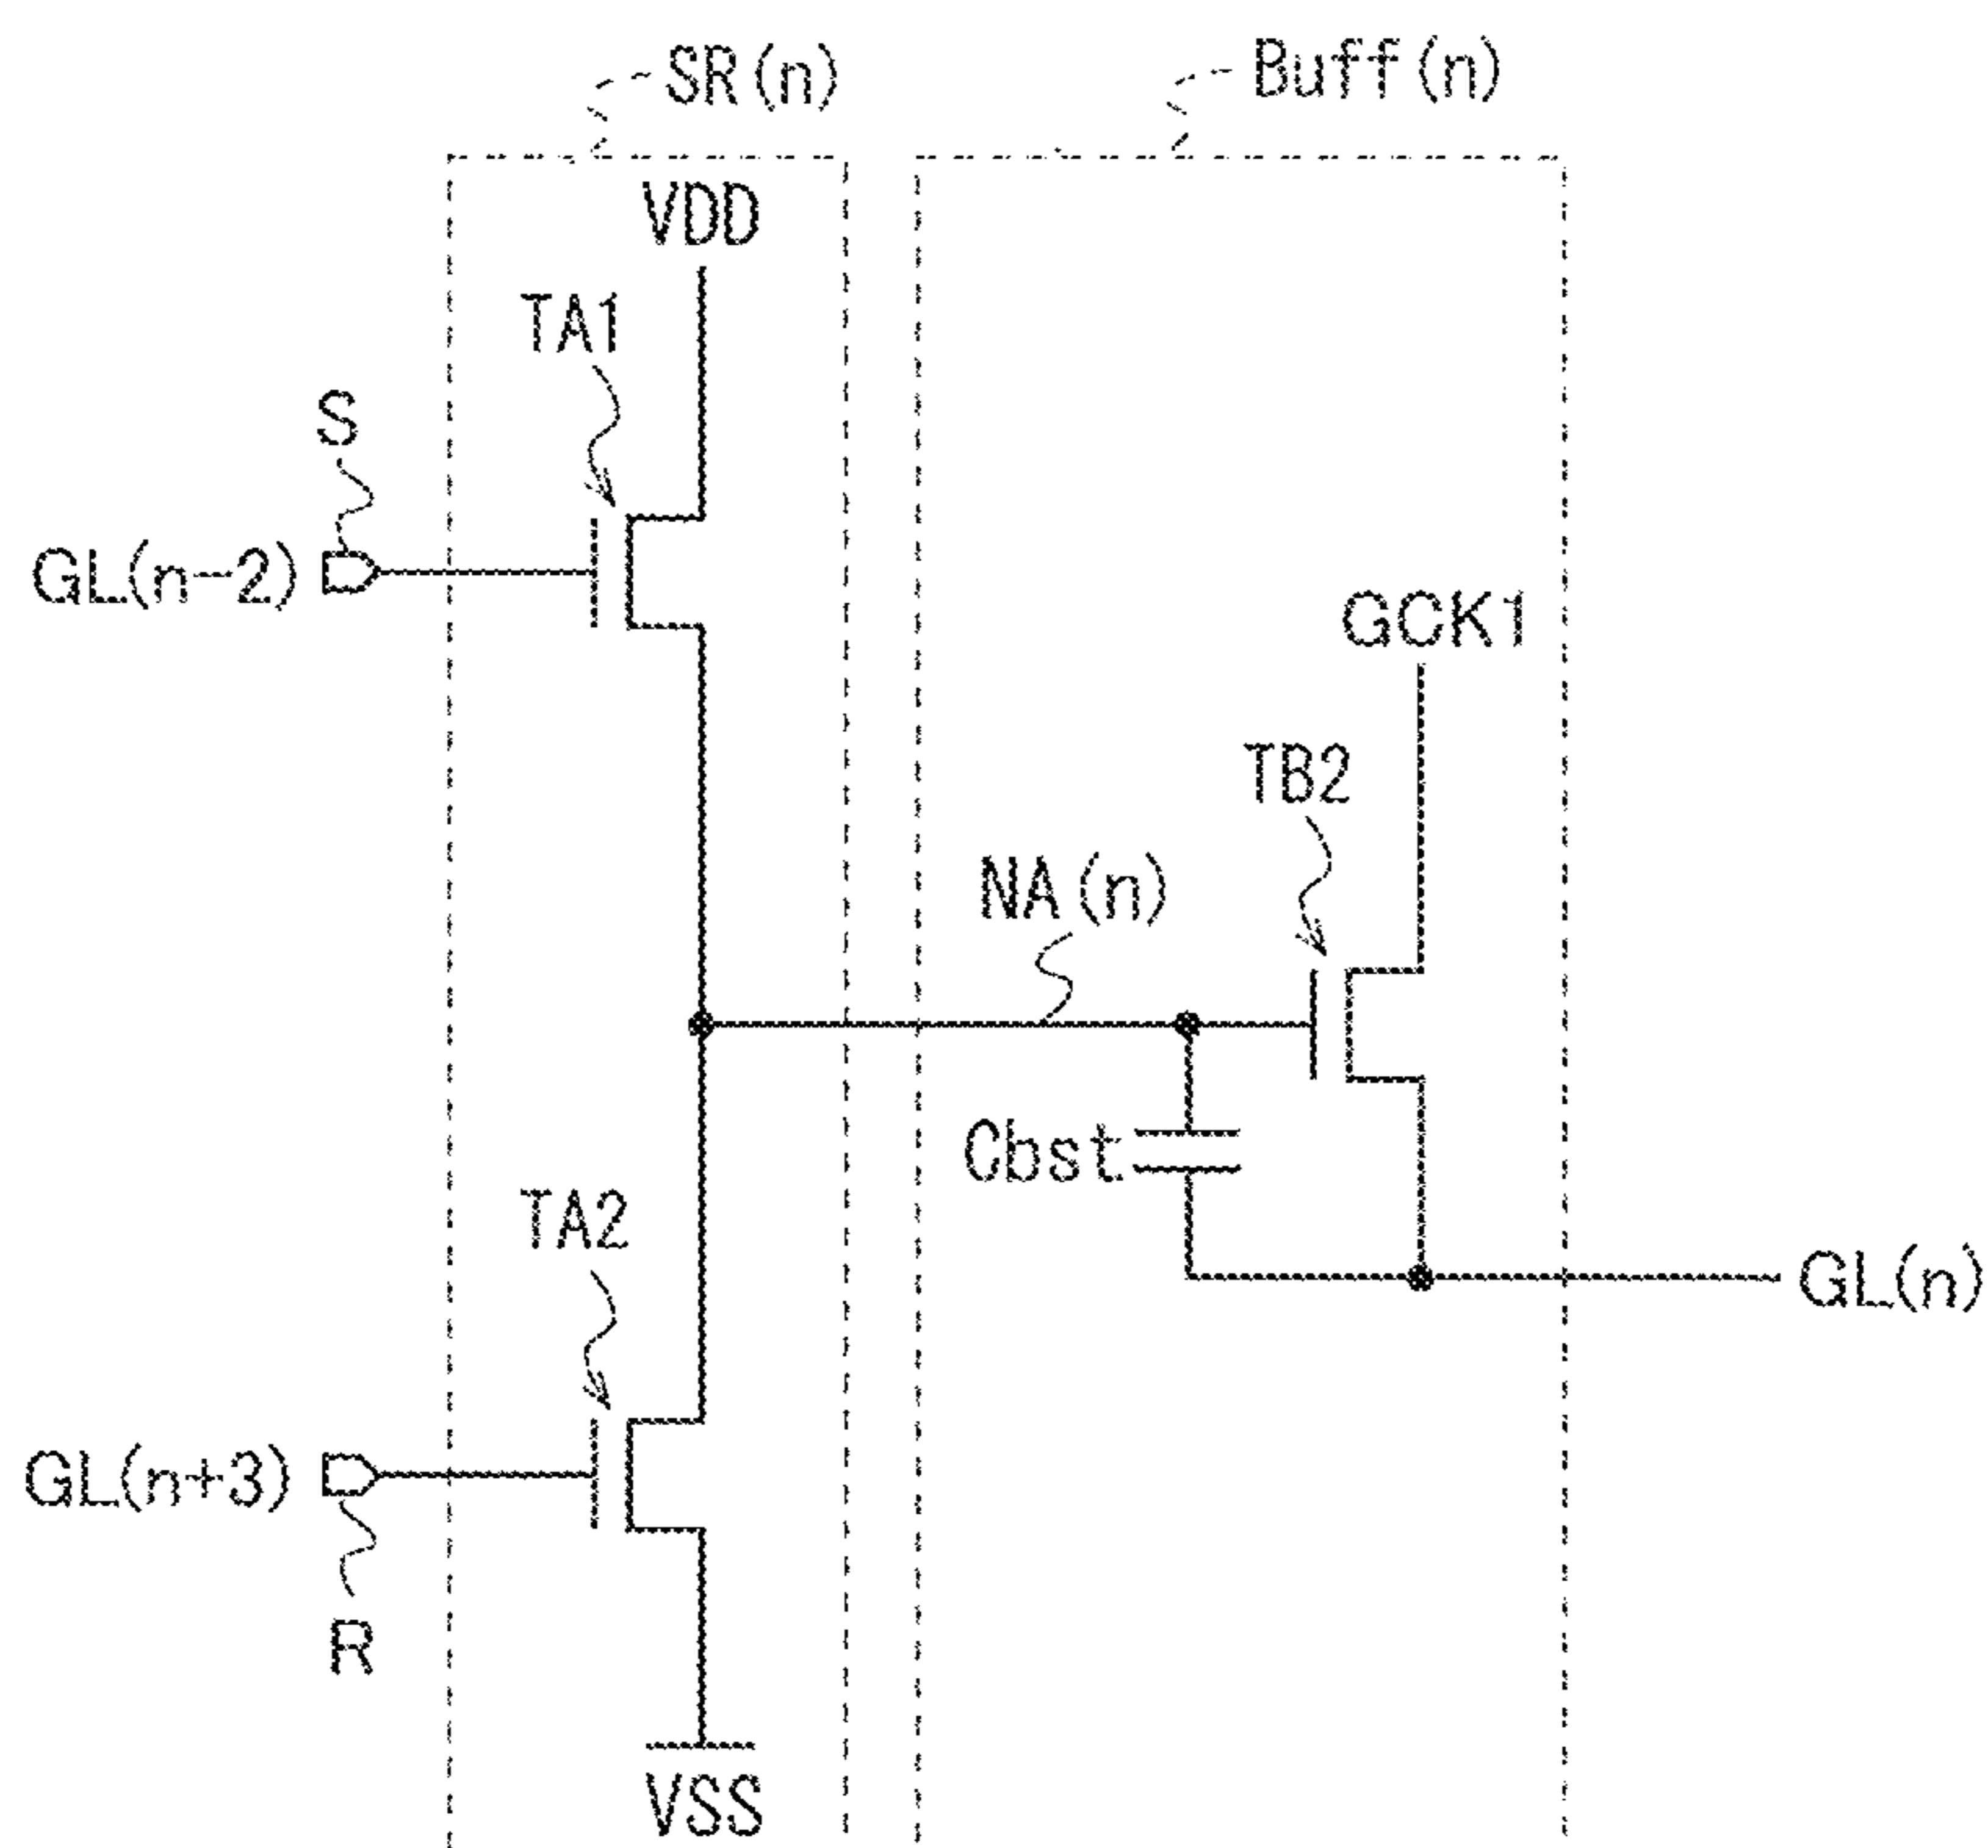 SR(n)
Buff(n)
VDD
TA1
S
GL(n-2)
GCK1
TB2
NA(n)
Cbst
TA2
GL(n)
GL(n+3)
R
VSS